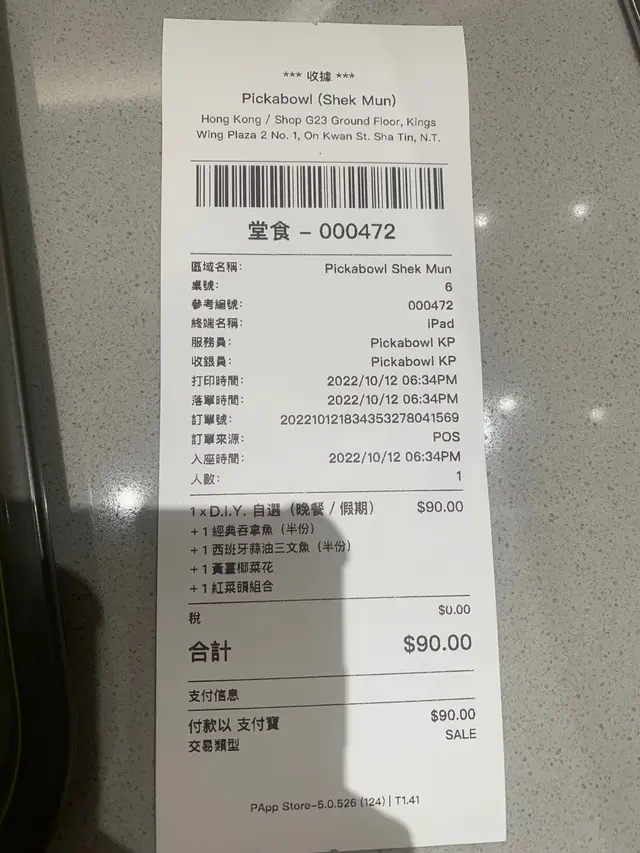 *** 收據 ***
Pickabowl (Shek Mun)
Hong Kong / Shop G23 Ground Floor, Kings
Wing Plaza 2 No. 1, On Kwan St. Sha Tin, N.T.
堂食 – 000472
區域名稱: Pickabowl Shek Mun
桌號: 6
參考編號: 000472
終端名稱: iPad
服務員: Pickabowl KP
收銀員: Pickabowl KP
打印時間: 2022/10/12 06:34PM
落單時間: 2022/10/12 06:34PM
訂單號: 202210121834353278041569
訂單來源: POS
入座時間: 2022/10/12 06:34PM
人數: 1
1 x D.I.Y. 自選（晚餐 / 假期） $90.00
+ 1 經典吞拿魚（半份）
+ 1 西班牙蒜油三文魚（半份）
+ 1 黃薑椰菜花
+ 1 紅菜頭組合
稅 $0.00
合計 $90.00
支付信息
付款以 支付寶 $90.00
交易類型 SALE
PApp Store-5.0.526 (124) | T1.41